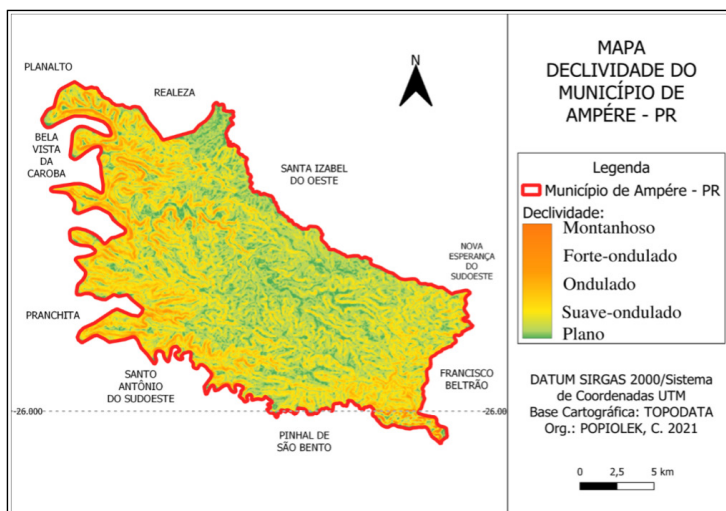 PLANALTO
REALEZA
N
BELA
VISTA
DA
CAROBA
SANTA IZABEL
DO OESTE
NOVA
ESPERANÇA
DO
SUDOESTE
PRANCHITA
SANTO
ANTÔNIO
DO SUDOESTE
FRANCISCO
BELTRÃO
-26.000
-26.00
PINHAL DE
SÃO BENTO
MAPA
DECLIVIDADE DO
MUNICÍPIO DE
AMPÉRE - PR
Legenda
Município de Ampére - PR
Declividade:
Montanhoso
Forte-ondulado
Ondulado
Suave-ondulado
Plano
DATUM SIRGAS 2000/Sistema
de Coordenadas UTM
Base Cartográfica: TOPODATA
Org.: POPIOLEK, C. 2021
0 2,5 5 km